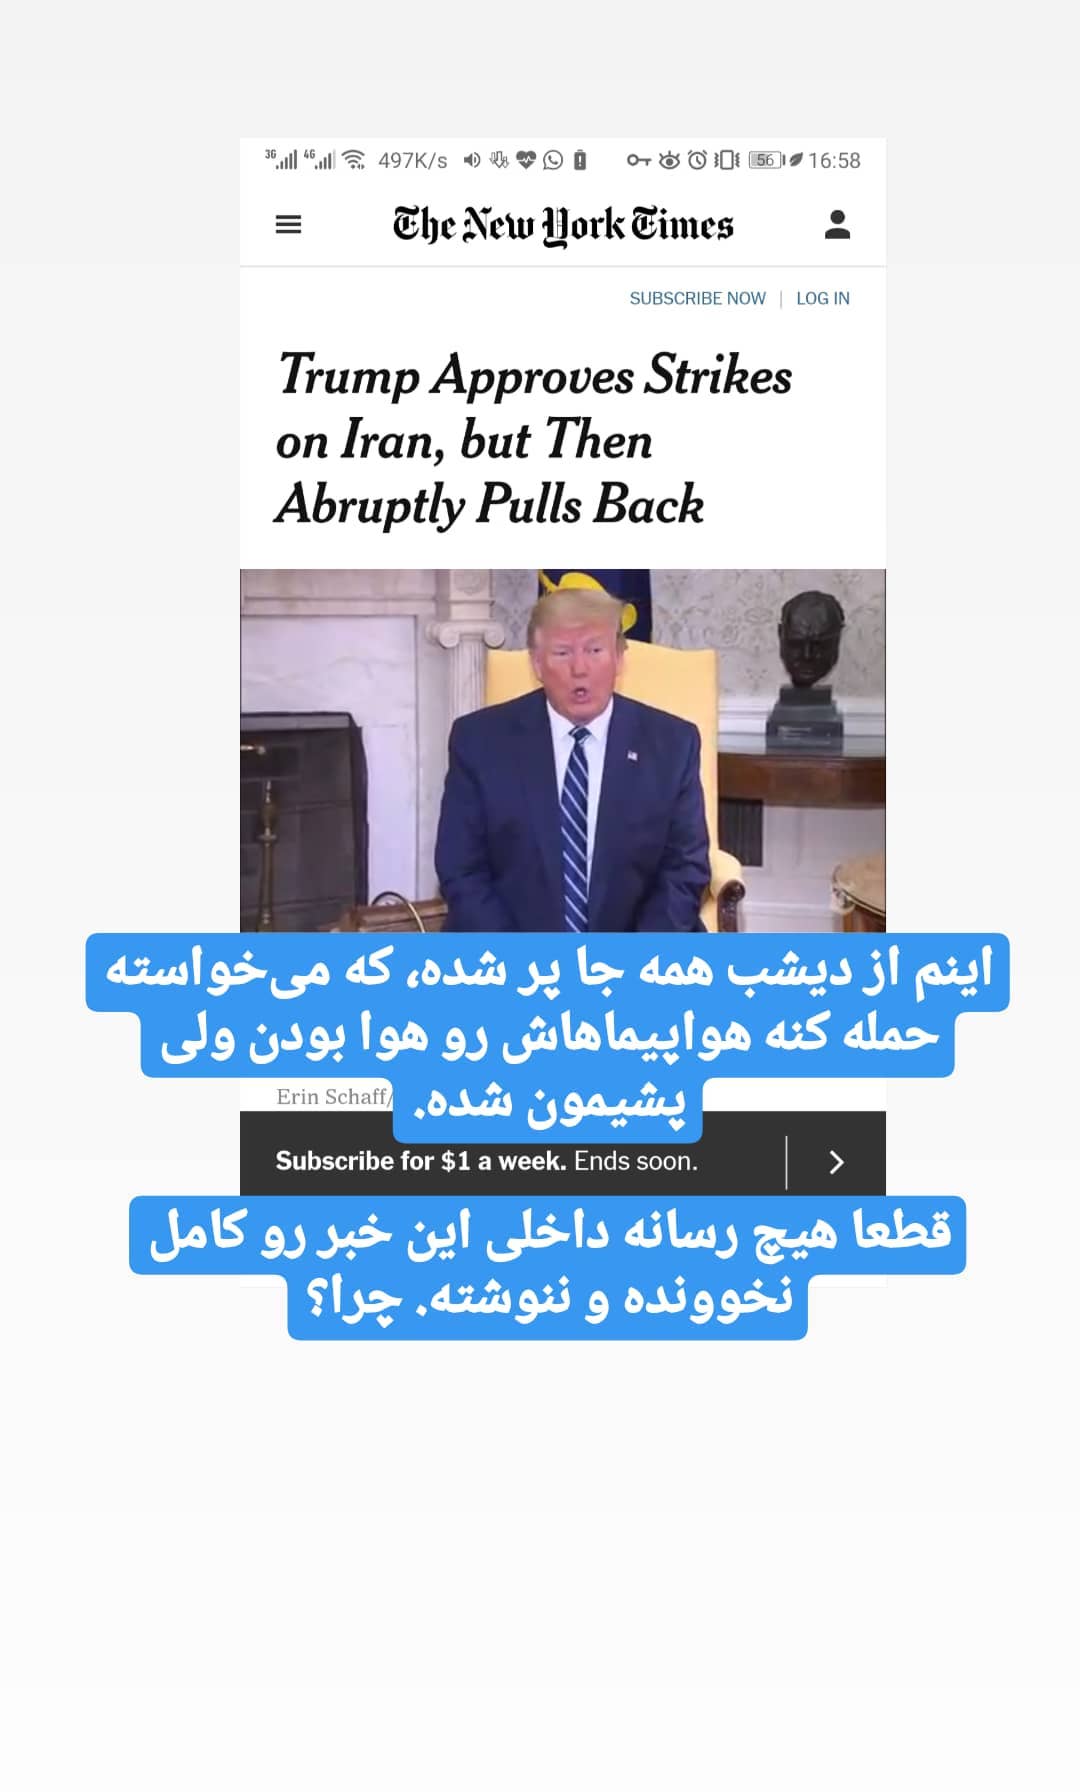 3G 4G 497K/s 56 16:58
The New York Times
SUBSCRIBE NOW | LOG IN
Trump Approves Strikes
on Iran, but Then
Abruptly Pulls Back
اینم از دیشب همه جا پر شده، که می‌خواسته
حمله کنه هواپیماهاش رو هوا بودن ولی
پشیمون شده.
Erin Schaff/
Subscribe for $1 a week. Ends soon.
قطعا هیچ رسانه داخلی این خبر رو کامل
نخوونده و ننوشته. چرا؟